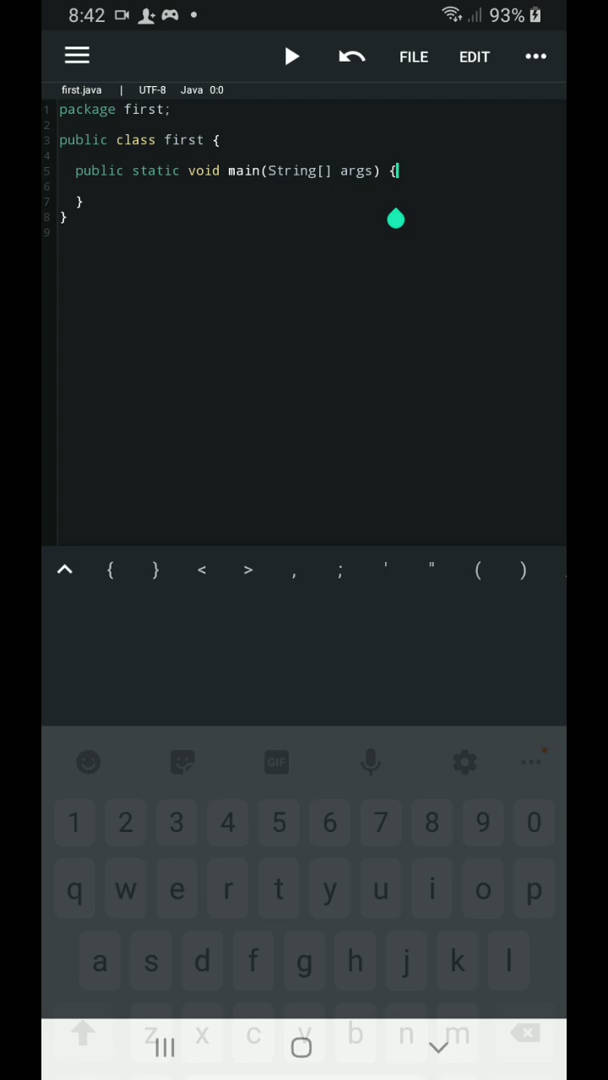 8:42 93%
FILE EDIT
first.java | UTF-8 Java 0:0
1 package first;
2
3 public class first {
4
5 public static void main(String[] args) {
6
7 }
8 }
9
{ } < > , ; ' " ( )
GIF
1 2 3 4 5 6 7 8 9 0
q w e r t y u i o p
a s d f g h j k l
z x c v b n m